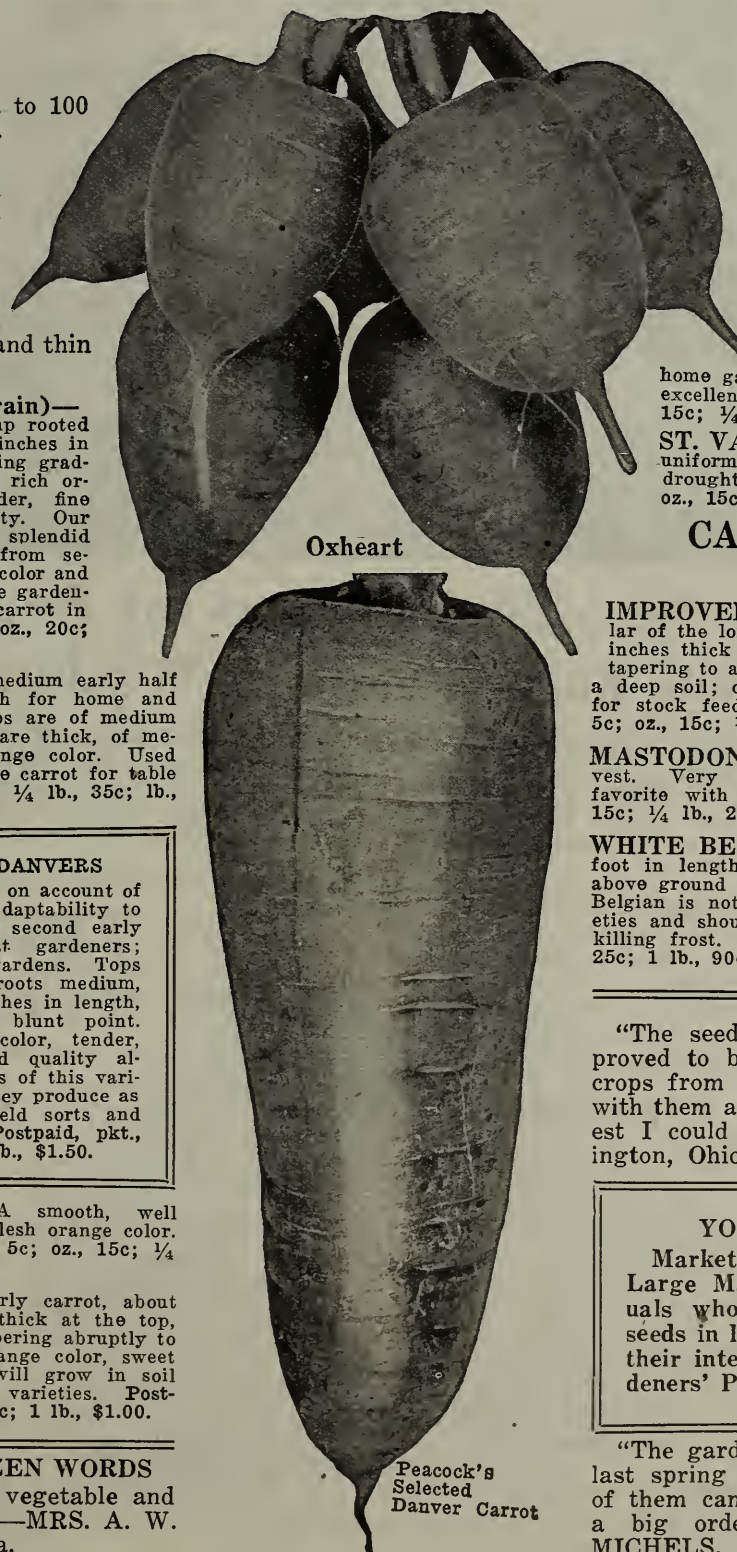 to 100
and thin
rain)—
ap rooted
inches in
ing grad-
rich or-
der, fine
ty. Our
splendid
from se-
color and
e garden-
carrot in
oz., 20c;
nedium early half
h for home and
os are of medium
are thick, of me-
nge color. Used
e carrot for table
¼ lb., 35c; lb.,
DANVERS
on account of
daptability to
second early
t gardeners;
ardens. Tops
roots medium,
hes in length,
blunt point.
color, tender,
d quality al-
s of this vari-
ey produce as
eld sorts and
Postpaid, pkt.,
b., $1.50.
A smooth, well
lesh orange color.
5c; oz., 15c; ¼
rly carrot, about
thick at the top,
pering abruptly to
ange color, sweet
will grow in soil
varieties. Post-
c; 1 lb., $1.00.
ZEN WORDS
vegetable and
—MRS. A. W.
a.
Oxheart
Peacock's
Selected
Danver Carrot
home ga
excellen
15c; ¼
ST. VA
uniform
drought
oz., 15c
CA
IMPROVE
lar of the lo
inches thick
tapering to a
a deep soil; c
for stock feed
5c; oz., 15c;
MASTODON
vest. Very
favorite with
15c; ¼ lb., 2
WHITE BE
foot in length
above ground
Belgian is not
eties and shou
killing frost.
25c; 1 lb., 90
"The seed
proved to b
crops from
with them a
est I could
ington, Ohio
YO
Market
Large M
uals who
seeds in l
their inte
deners' P
"The gard
last spring
of them can
a big orde
MICHELS.